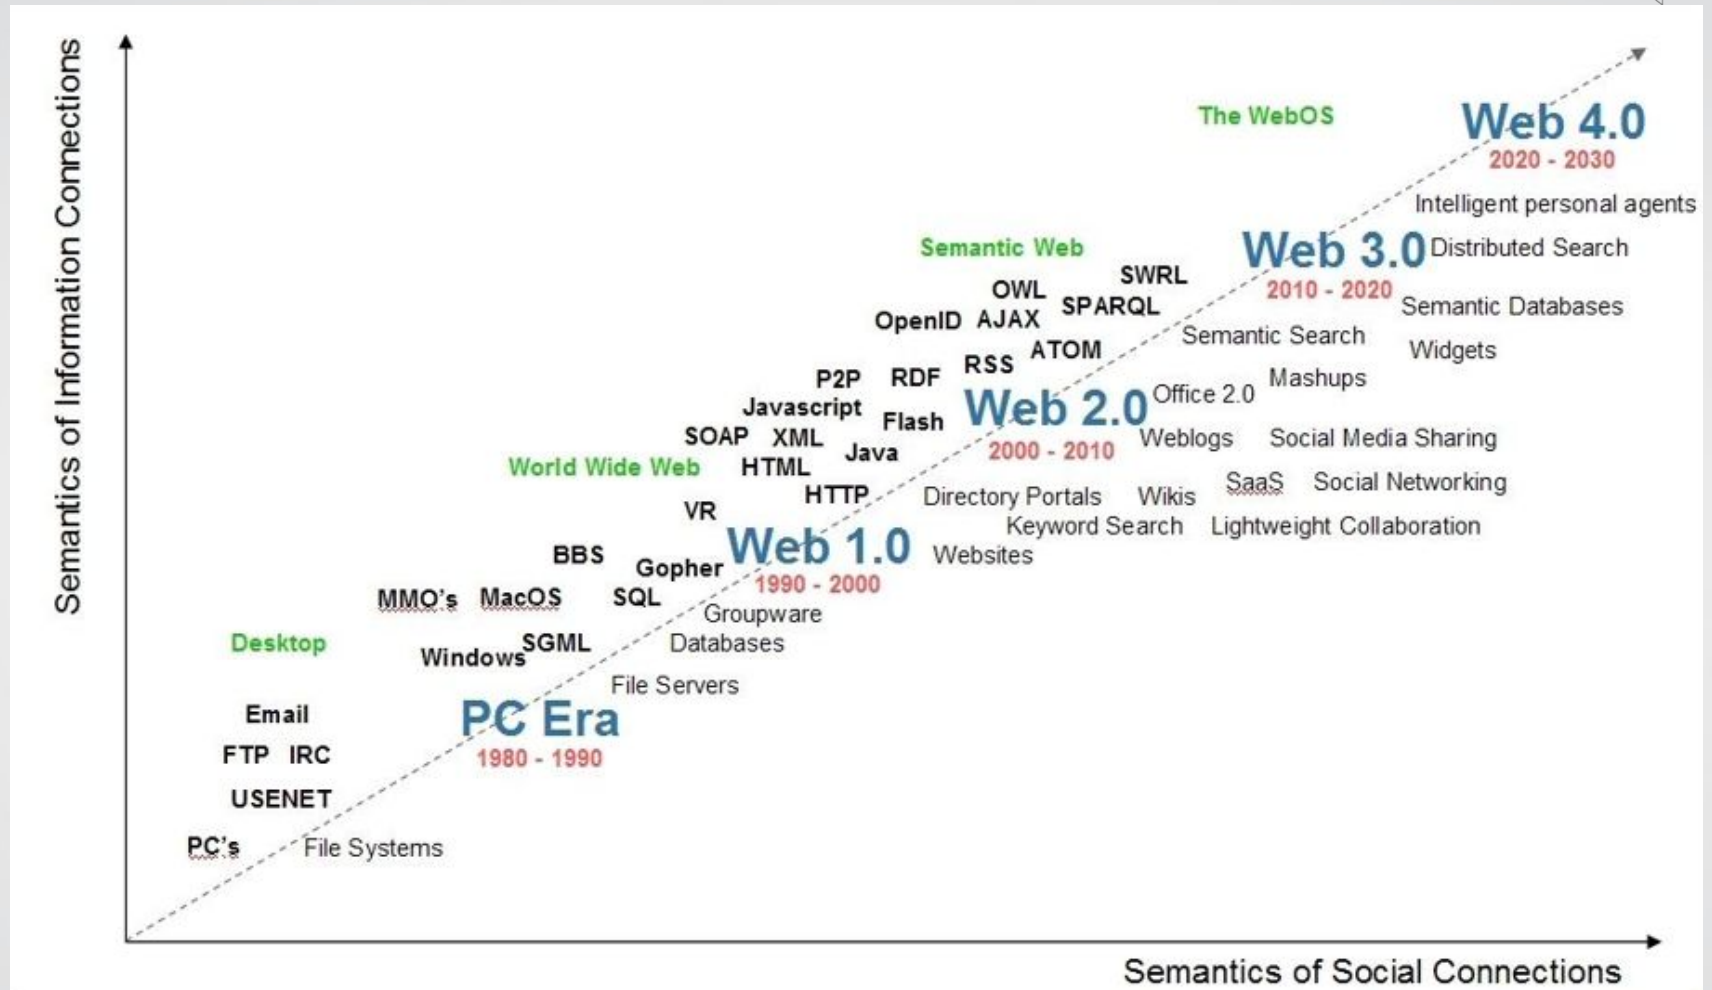 Semantics of Information Connections
The WebOS
Web 4.0
2020 - 2030
Intelligent personal agents
Semantic Web
Web 3.0
Distributed Search
2010 - 2020
SWRL
OWL
SPARQL
Semantic Databases
OpenID
AJAX
Semantic Search
ATOM
Widgets
RSS
P2P
RDF
Mashups
Office 2.0
Javascript
Web 2.0
Flash
2000 - 2010
SOAP
XML
Weblogs
Social Media Sharing
Java
World Wide Web
HTML
SaaS
Social Networking
HTTP
Directory Portals
Wikis
VR
Keyword Search
Lightweight Collaboration
Web 1.0
1990 - 2000
Websites
BBS
Gopher
MMO's
MacOS
SQL
Groupware
Desktop
SGML
Databases
Windows
File Servers
PC Era
1980 - 1990
Email
FTP
IRC
USENET
PC's
File Systems
Semantics of Social Connections